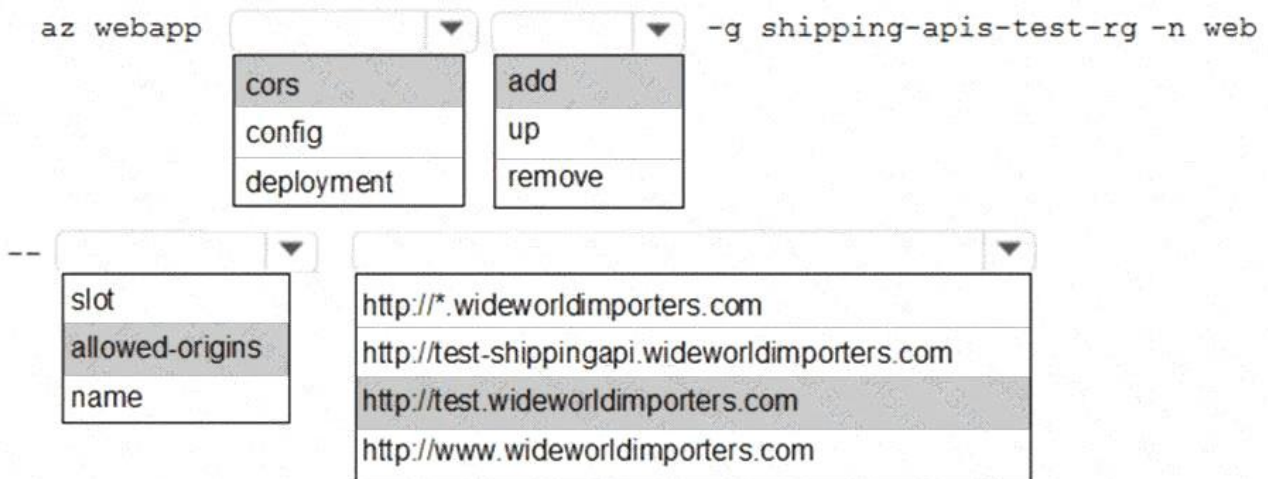 az webapp -g shipping-apis-test-rg -n web
cors add
config up
deployment remove
--
slot http://*.wideworldimporters.com
allowed-origins http://test-shippingapi.wideworldimporters.com
name http://test.wideworldimporters.com
http://www.wideworldimporters.com